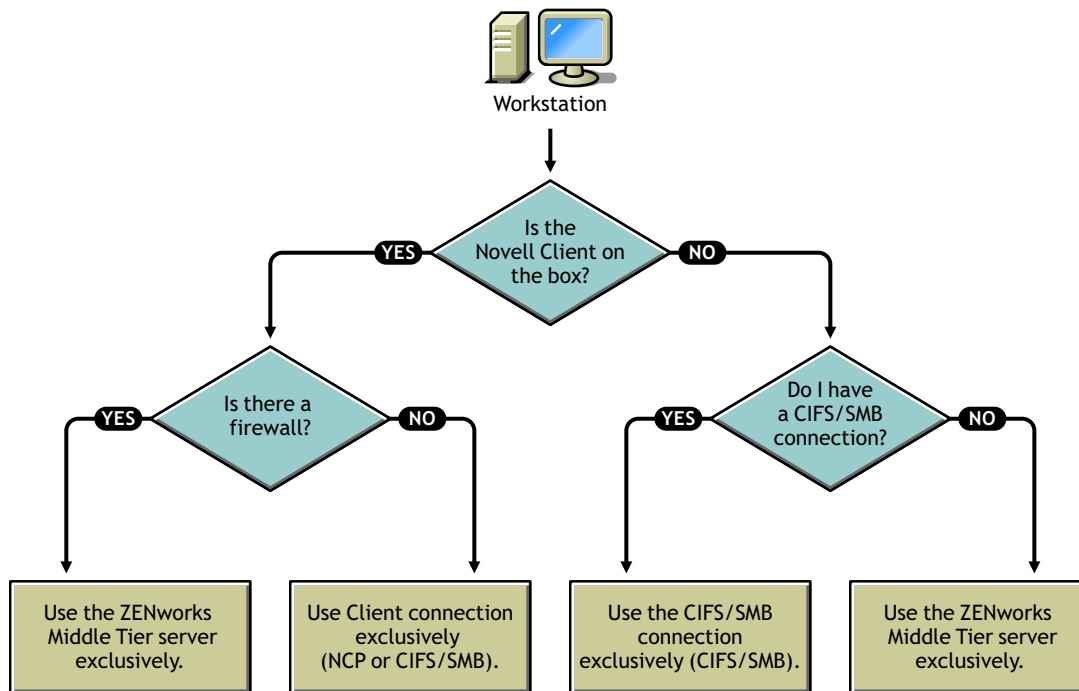 Workstation
Is the
Novell Client on
the box?
YES
NO
Is there a
firewall?
YES
NO
Do I have
a CIFS/SMB
connection?
YES
NO
Use the ZENworks
Middle Tier server
exclusively.
Use Client connection
exclusively
(NCP or CIFS/SMB).
Use the CIFS/SMB
connection
exclusively (CIFS/SMB).
Use the ZENworks
Middle Tier server
exclusively.